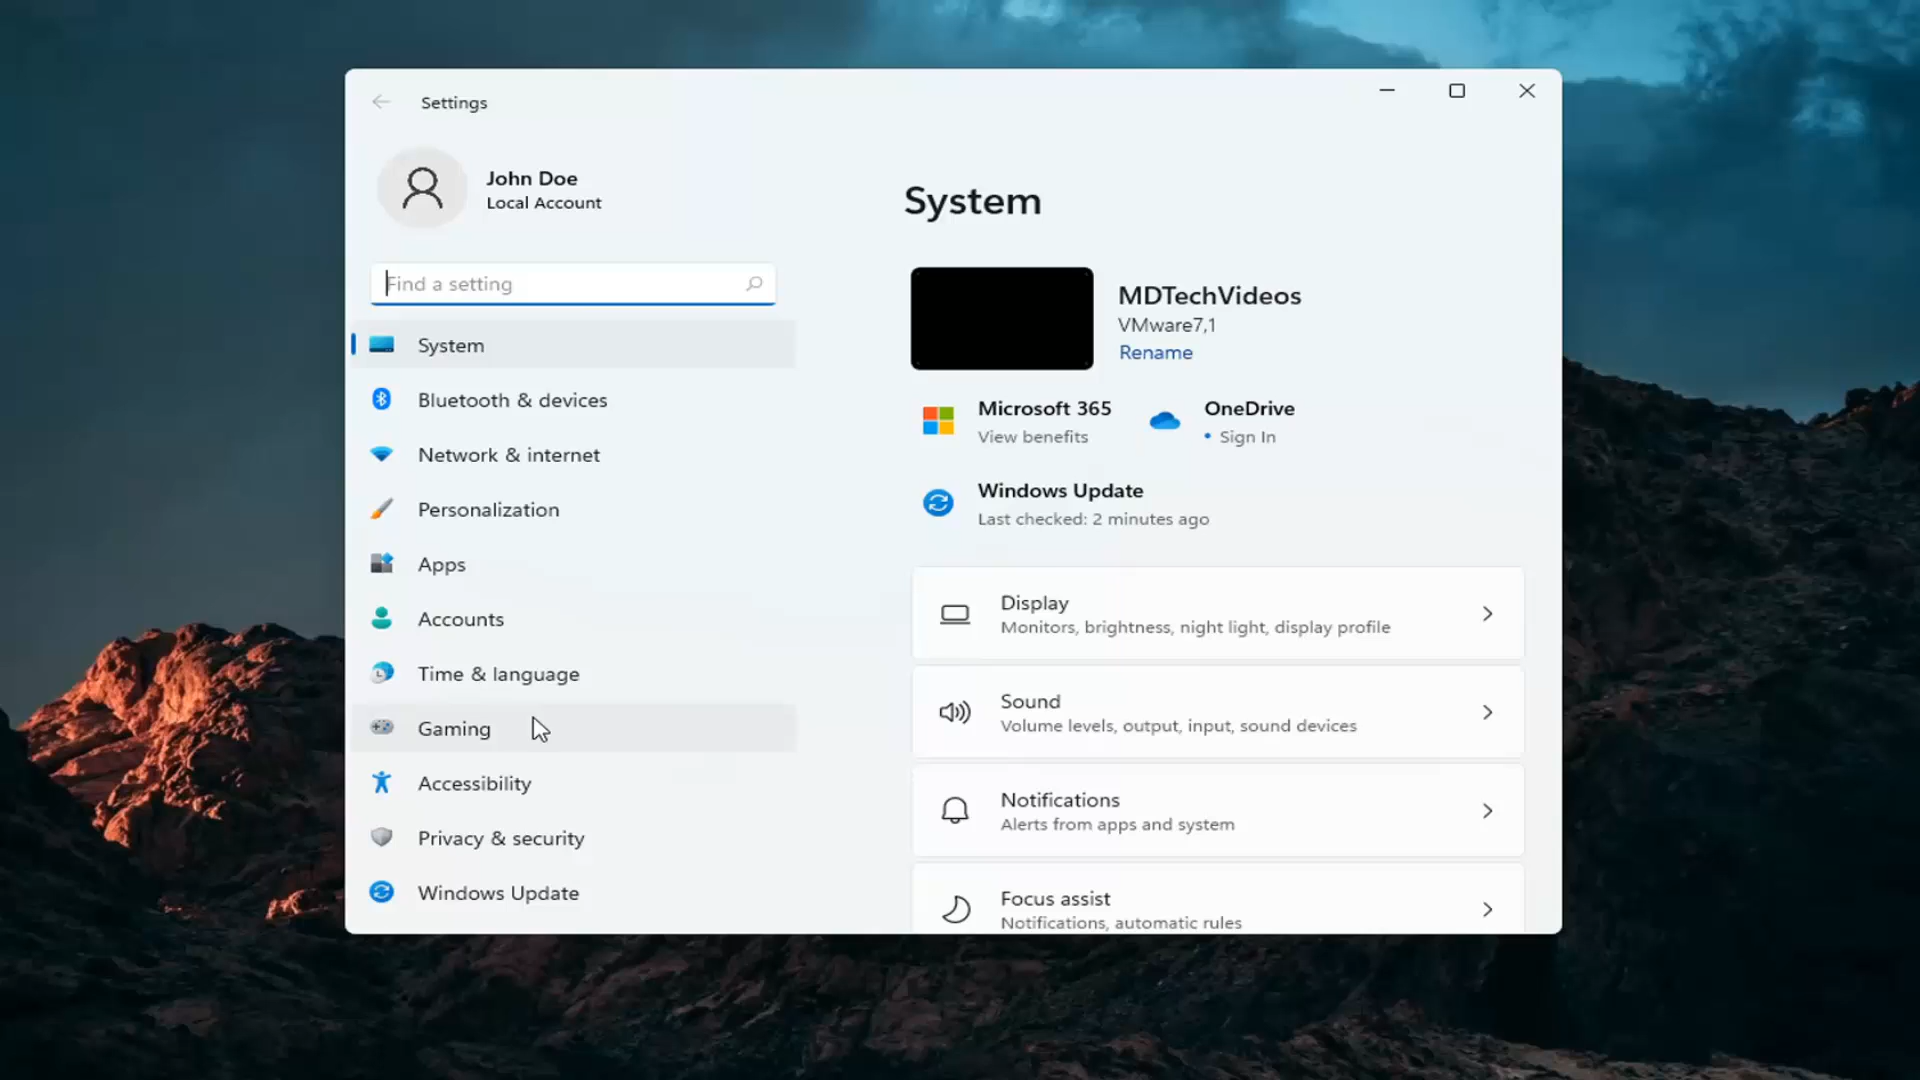 Settings
John Doe
Local Account
Find a setting
System
Bluetooth & devices
Network & internet
Personalization
Apps
Accounts
Time & language
Gaming
Accessibility
Privacy & security
Windows Update
System
MDTechVideos
VMware7,1
Rename
Microsoft 365
View benefits
OneDrive
• Sign In
Windows Update
Last checked: 2 minutes ago
Display
Monitors, brightness, night light, display profile
Sound
Volume levels, output, input, sound devices
Notifications
Alerts from apps and system
Focus assist
Notifications, automatic rules